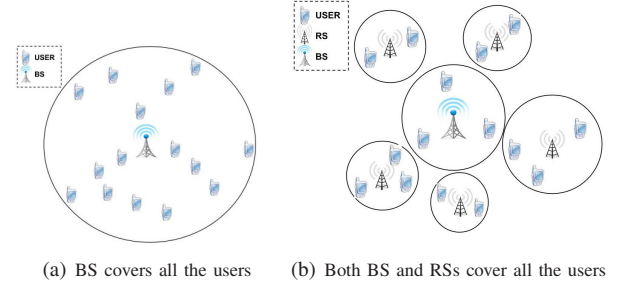 USER
BS
USER
RS
BS
(a) BS covers all the users
(b) Both BS and RSs cover all the users